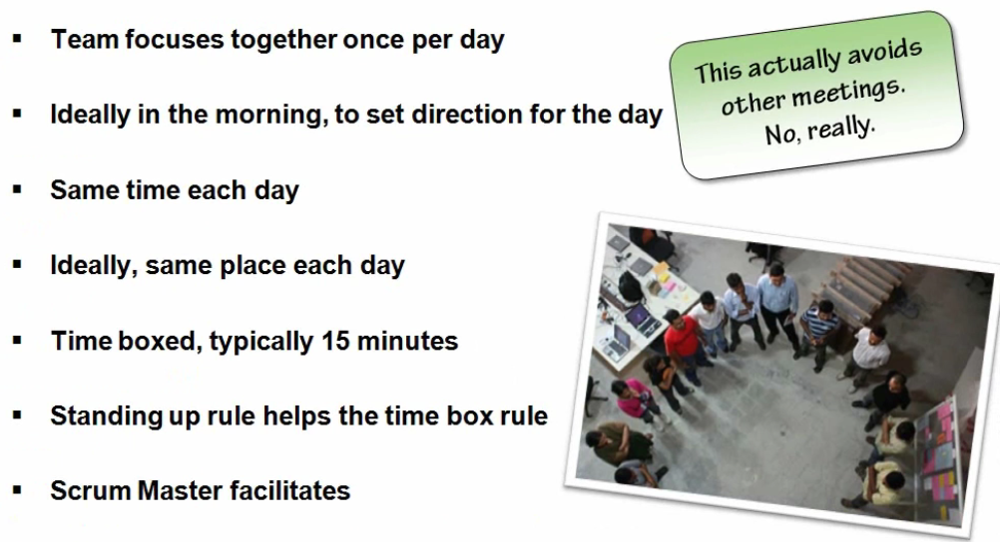 Team focuses together once per day
Ideally in the morning, to set direction for the day
Same time each day
Ideally, same place each day
Time boxed, typically 15 minutes
Standing up rule helps the time box rule
Scrum Master facilitates
This actually avoids
other meetings.
No, really.